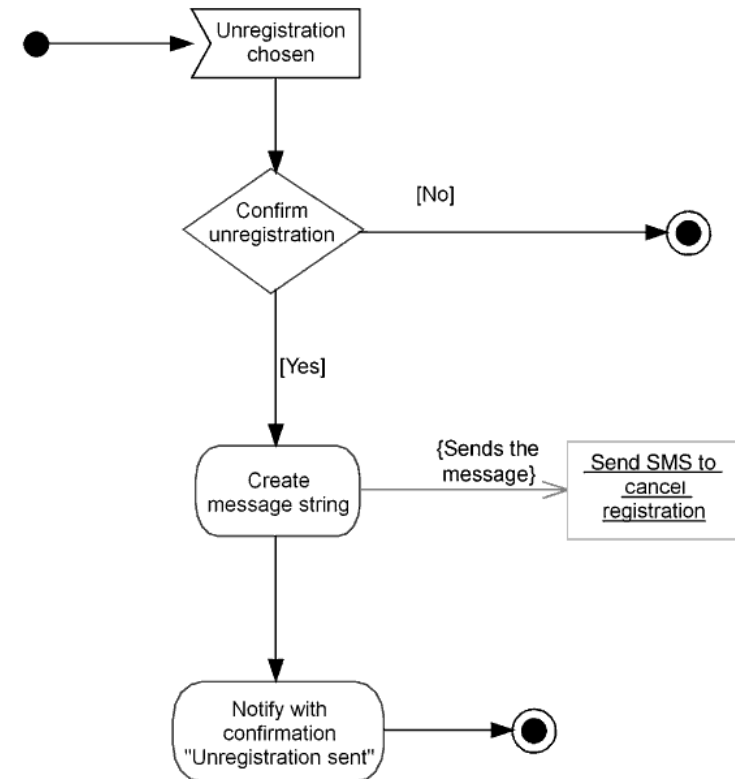 Unregistration
chosen
Confirm
unregistration
[No]
[Yes]
Create
message string
{Sends the
message}
Send SMS to
cancel
registration
Notify with
confirmation
"Unregistration sent"